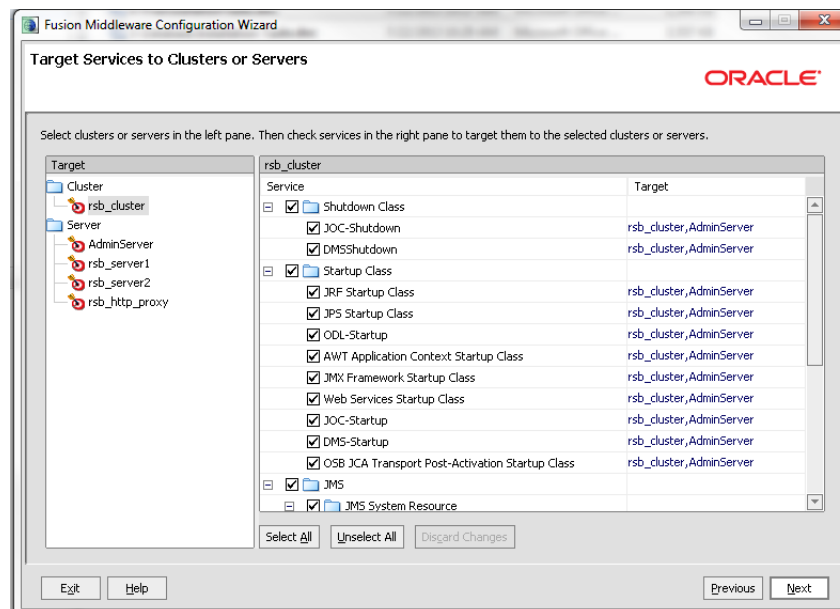 Fusion Middleware Configuration Wizard
Target Services to Clusters or Servers
ORACLE
Select clusters or servers in the left pane. Then check services in the right pane to target them to the selected clusters or servers.
Target
Cluster
rsb_cluster
Server
AdminServer
rsb_server1
rsb_server2
rsb_http_proxy
rsb_cluster
Service Target
Shutdown Class
JOC-Shutdown rsb_cluster,AdminServer
DMSShutdown rsb_cluster,AdminServer
Startup Class
JRF Startup Class rsb_cluster,AdminServer
JPS Startup Class rsb_cluster,AdminServer
ODL-Startup rsb_cluster,AdminServer
AWT Application Context Startup Class rsb_cluster,AdminServer
JMX Framework Startup Class rsb_cluster,AdminServer
Web Services Startup Class rsb_cluster,AdminServer
JOC-Startup rsb_cluster,AdminServer
DMS-Startup rsb_cluster,AdminServer
OSB JCA Transport Post-Activation Startup Class rsb_cluster,AdminServer
JMS
JMS System Resource
Select All Unselect All Discard Changes
Exit Help Previous Next